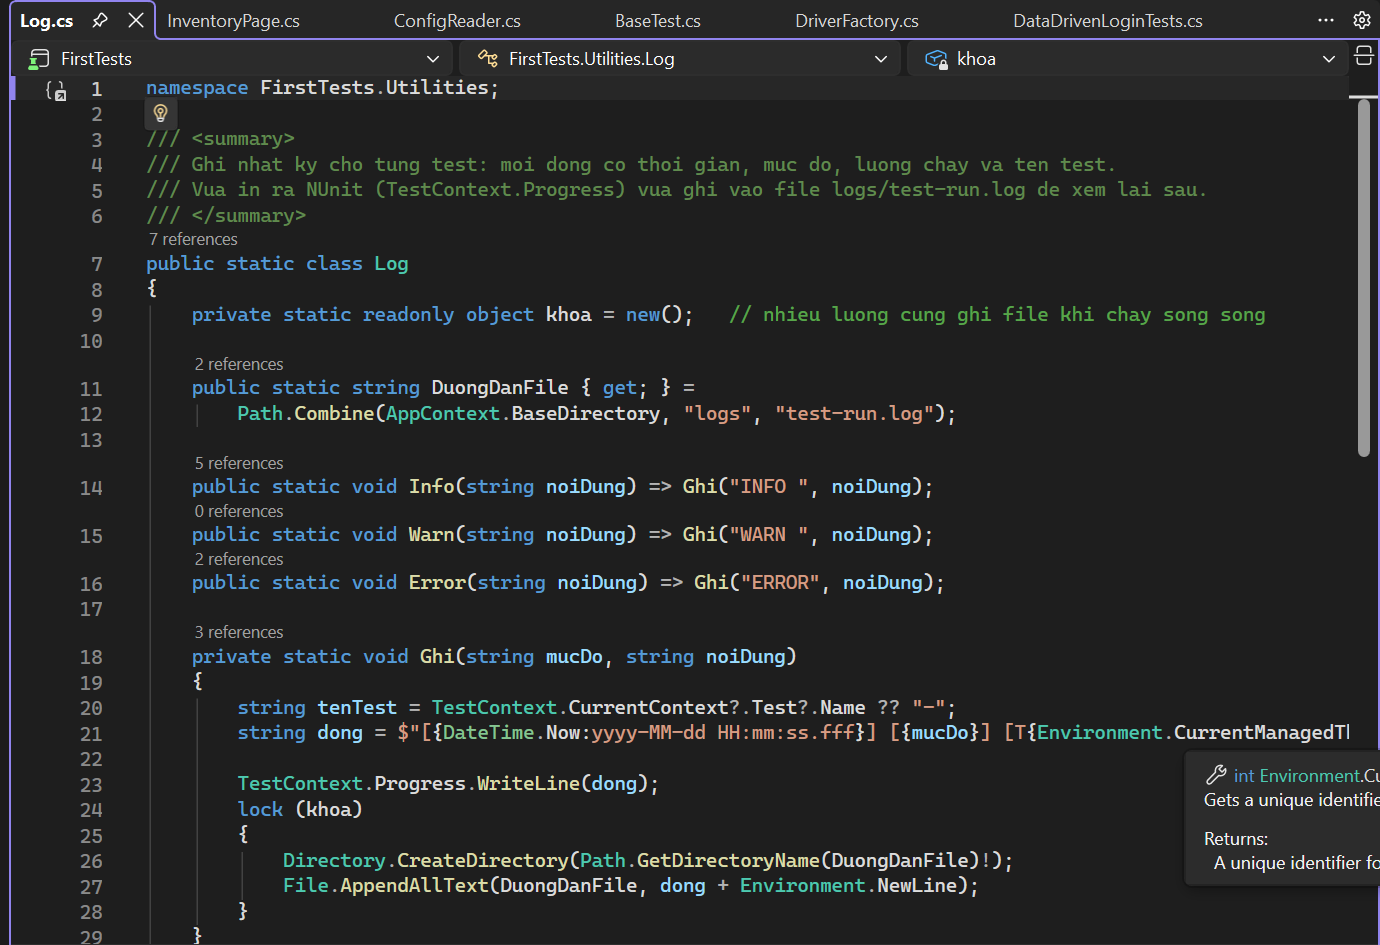 Log.cs InventoryPage.cs ConfigReader.cs BaseTest.cs DriverFactory.cs DataDrivenLoginTests.cs
FirstTests FirstTests.Utilities.Log khoa
1 namespace FirstTests.Utilities;
2
3 /// <summary>
4 /// Ghi nhat ky cho tung test: moi dong co thoi gian, muc do, luong chay va ten test.
5 /// Vua in ra NUnit (TestContext.Progress) vua ghi vao file logs/test-run.log de xem lai sau.
6 /// </summary>
7 references
7 public static class Log
8 {
9 private static readonly object khoa = new(); // nhieu luong cung ghi file khi chay song song
10
2 references
11 public static string DuongDanFile { get; } =
12 Path.Combine(AppContext.BaseDirectory, "logs", "test-run.log");
13
5 references
14 public static void Info(string noiDung) => Ghi("INFO ", noiDung);
0 references
15 public static void Warn(string noiDung) => Ghi("WARN ", noiDung);
2 references
16 public static void Error(string noiDung) => Ghi("ERROR", noiDung);
17
3 references
18 private static void Ghi(string mucDo, string noiDung)
19 {
20 string tenTest = TestContext.CurrentContext?.Test?.Name ?? "-";
21 string dong = $"[{DateTime.Now:yyyy-MM-dd HH:mm:ss.fff}] [{mucDo}] [T{Environment.CurrentManagedTh
22
23 TestContext.Progress.WriteLine(dong);
24 lock (khoa)
25 {
26 Directory.CreateDirectory(Path.GetDirectoryName(DuongDanFile)!);
27 File.AppendAllText(DuongDanFile, dong + Environment.NewLine);
28 }
29 }
int Environment.Cu
Gets a unique identifie
Returns:
A unique identifier fo